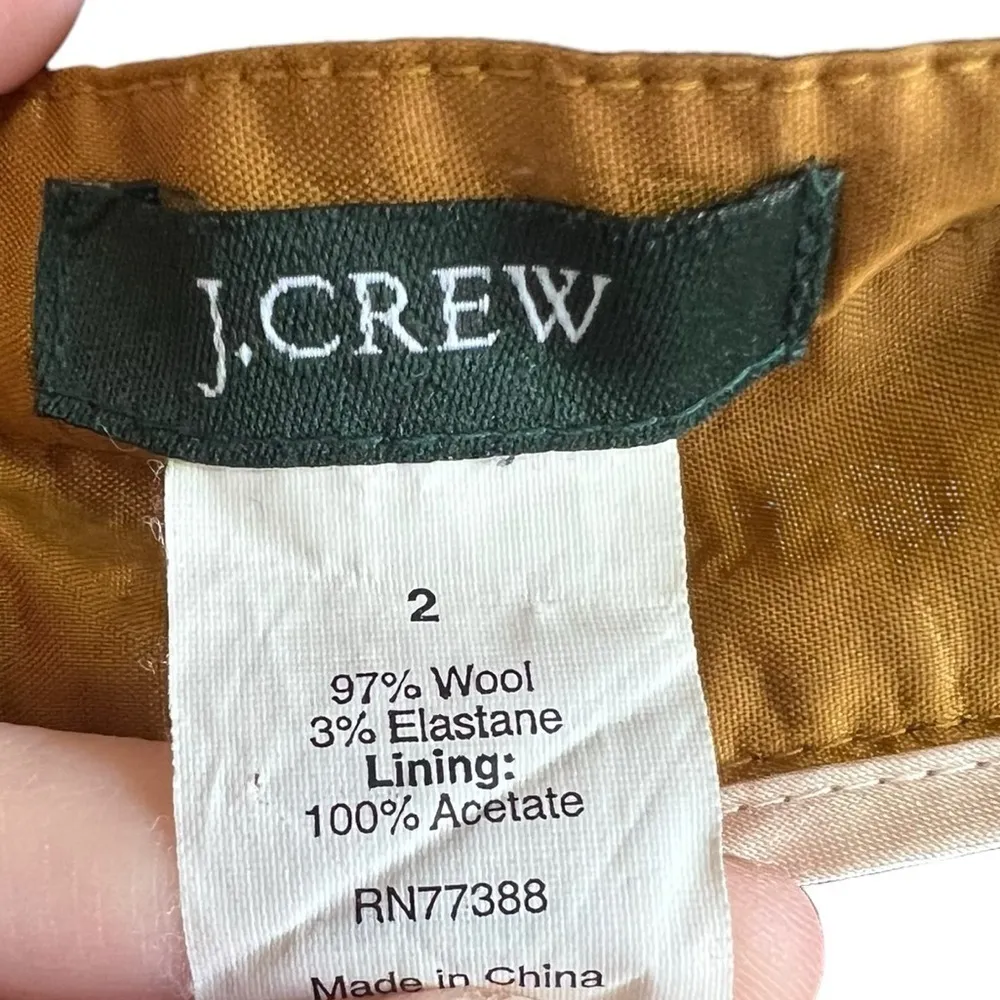 J.CREW
2
97% Wool
3% Elastane
Lining:
100% Acetate
RN77388
Made in China